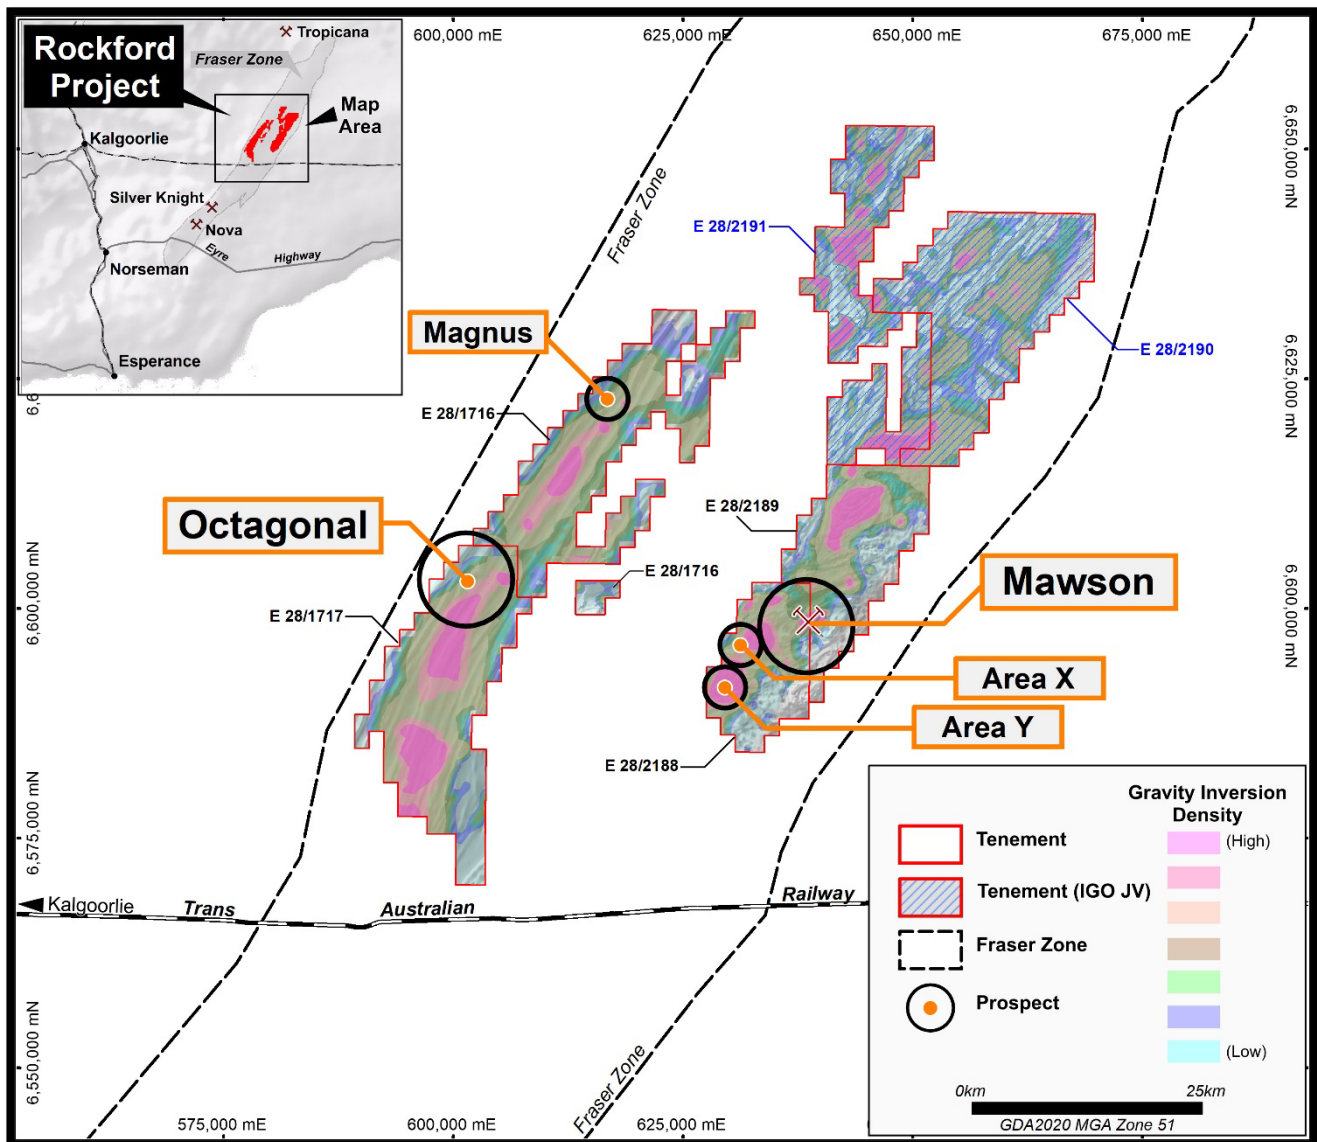 600,000 mE
625,000 mE
650,000 mE
675,000 mE
Rockford
Project
Tropicana
Fraser Zone
Map
Area
Kalgoorlie
Silver Knight
Nova
Eyre
Highway
Norseman
Esperance
6,650,000 mN
6,625,000 mN
6,600,000 mN
6,6
6,600,000 mN
6,575,000 mN
6,550,000 mN
Fraser Zone
E 28/2191
E 28/2190
Magnus
E 28/1716
Octagonal
E 28/2189
E 28/1716
E 28/1717
Mawson
Area X
Area Y
E 28/2188
Kalgoorlie
Trans
Australian
Railway
Fraser Zone
Gravity Inversion
Density
Tenement
(High)
Tenement (IGO JV)
Fraser Zone
Prospect
(Low)
0km
25km
GDA2020 MGA Zone 51
575,000 mE
600,000 mE
625,000 mE